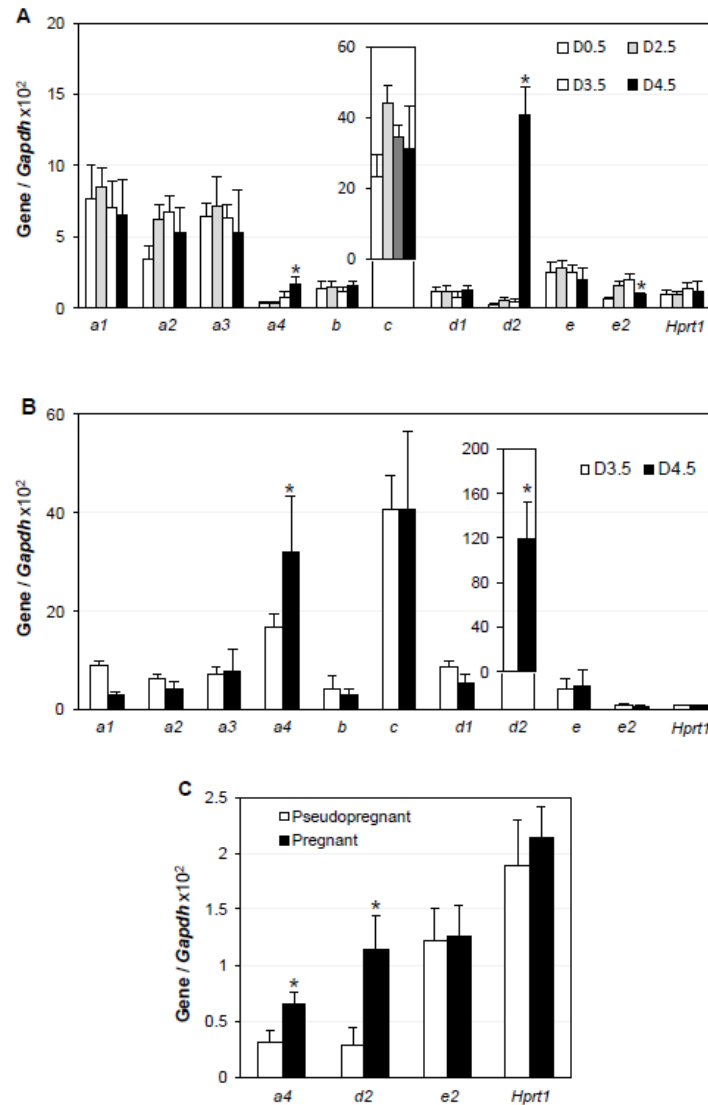 A
20
15
10
5
0
Gene / Gapdh x10²
60
40
20
0
D0.5 D2.5
D3.5 D4.5
*
*
*
a1 a2 a3 a4 b c d1 d2 e e2 Hprt1
B
60
40
20
0
Gene / Gapdh x10²
200
160
120
80
40
0
D3.5 D4.5
*
*
a1 a2 a3 a4 b c d1 d2 e e2 Hprt1
C
2.5
2
1.5
1
0.5
0
Gene / Gapdh x10²
Pseudopregnant
Pregnant
*
*
a4 d2 e2 Hprt1